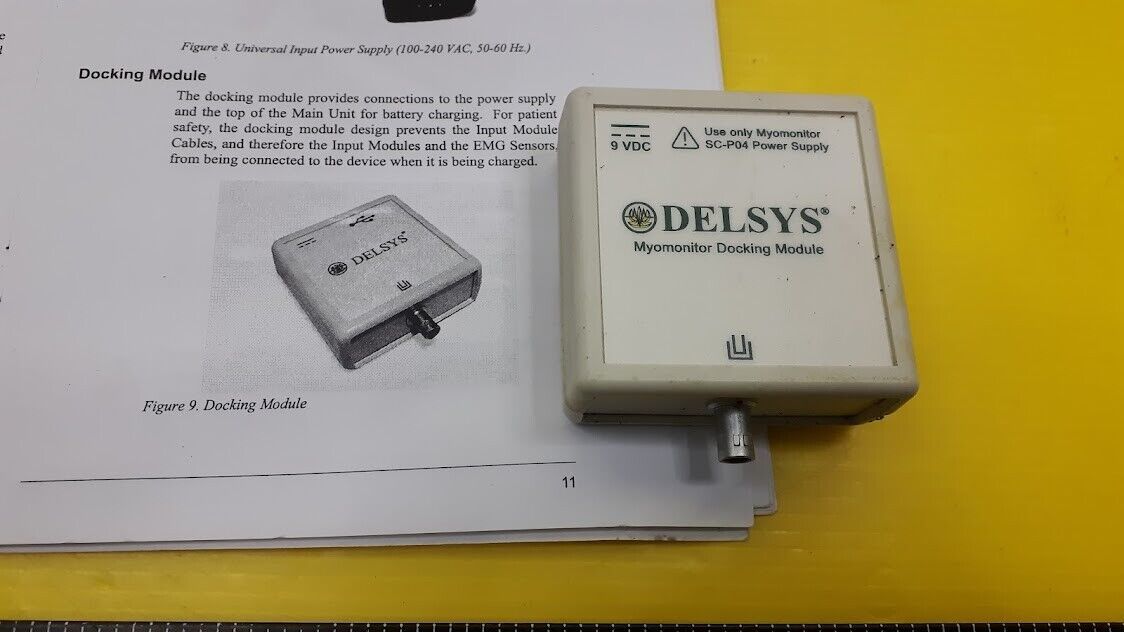 Figure 8. Universal Input Power Supply (100-240 VAC, 50-60 Hz.)
Docking Module
The docking module provides connections to the power supply
and the top of the Main Unit for battery charging. For patient
safety, the docking module design prevents the Input Module
Cables, and therefore the Input Modules and the EMG Sensors,
from being connected to the device when it is being charged.
DELSYS®
Figure 9. Docking Module
11
9 VDC
Use only Myomonitor
SC-P04 Power Supply
DELSYS®
Myomonitor Docking Module